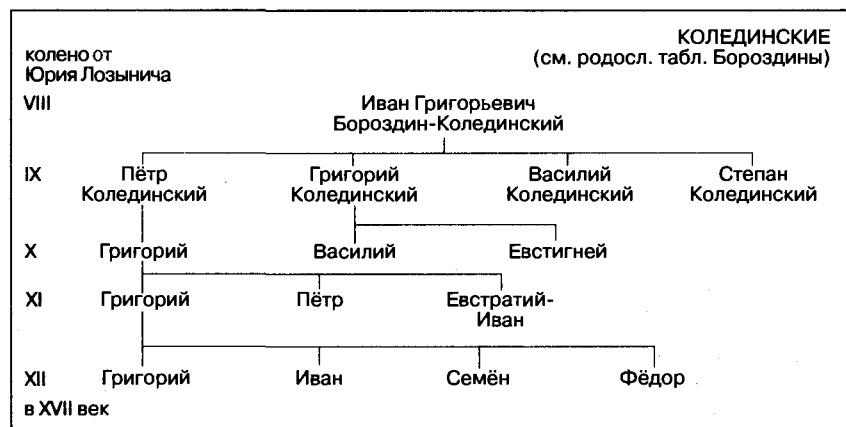 КОЛЕДИНСКИЕ
(см. родосл. табл. Бороздины)
колено от
Юрия Лозынича
VIII
Иван Григорьевич
Бороздин-Колединский
IX
Пётр
Колединский
Григорий
Колединский
Василий
Колединский
Степан
Колединский
X
Григорий
Василий
Евстигней
XI
Григорий
Пётр
Евстратий-
Иван
XII
Григорий
Иван
Семён
Фёдор
в XVII век